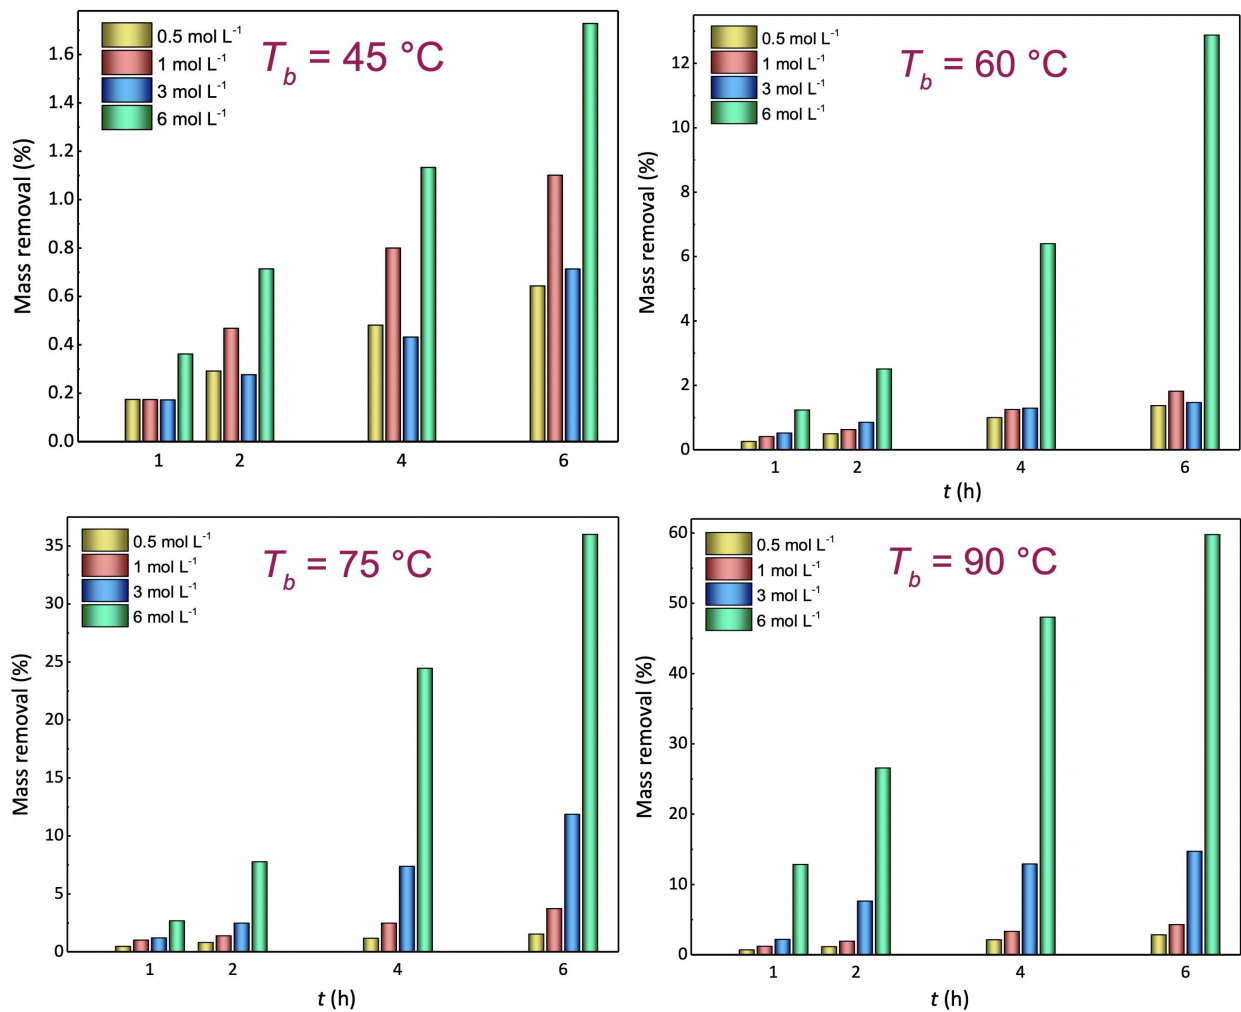 0.5 mol L⁻¹
1 mol L⁻¹
3 mol L⁻¹
6 mol L⁻¹
T_b = 45 °C
Mass removal (%)
1.6
1.4
1.2
1.0
0.8
0.6
0.4
0.2
0.0
1 2 4 6
0.5 mol L⁻¹
1 mol L⁻¹
3 mol L⁻¹
6 mol L⁻¹
T_b = 60 °C
Mass removal (%)
12
10
8
6
4
2
0
1 2 4 6
t (h)
0.5 mol L⁻¹
1 mol L⁻¹
3 mol L⁻¹
6 mol L⁻¹
T_b = 75 °C
Mass removal (%)
35
30
25
20
15
10
5
0
1 2 4 6
t (h)
0.5 mol L⁻¹
1 mol L⁻¹
3 mol L⁻¹
6 mol L⁻¹
T_b = 90 °C
Mass removal (%)
60
50
40
30
20
10
0
1 2 4 6
t (h)